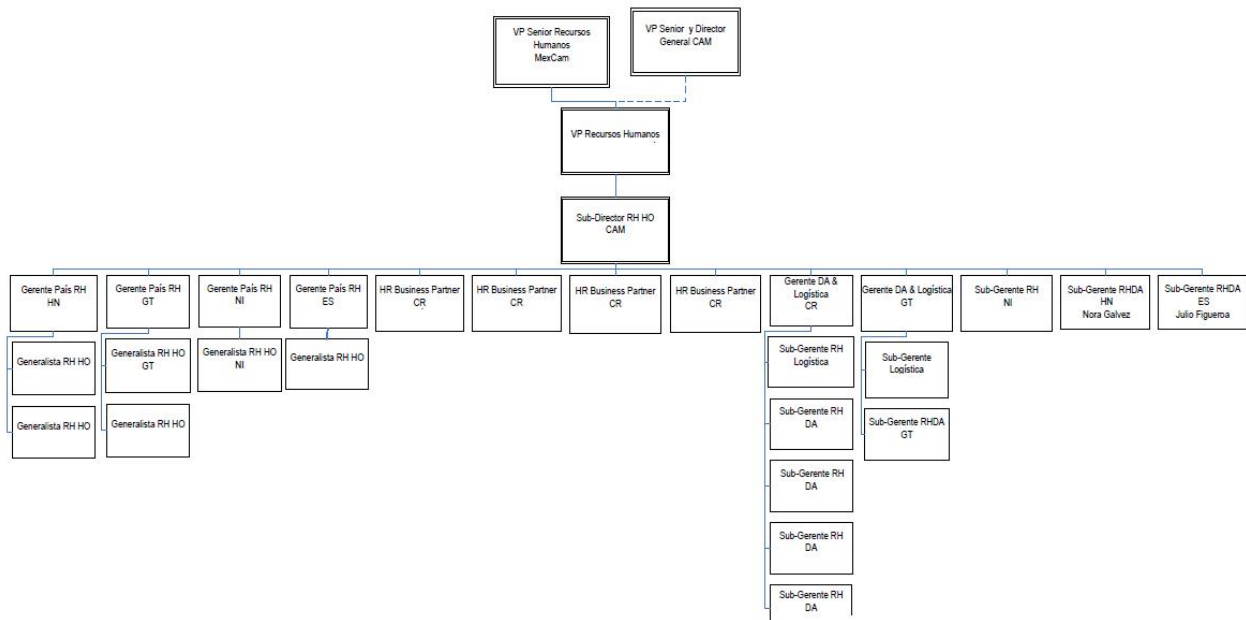 VP Senior Recursos
Humanos
MexCam
VP Senior y Director
General CAM
VP Recursos Humanos
Sub-Director RH HO
CAM
Gerente País RH
HN
Gerente País RH
GT
Gerente País RH
NI
Gerente País RH
ES
HR Business Partner
CR
HR Business Partner
CR
HR Business Partner
CR
HR Business Partner
CR
Gerente DA &
Logística
CR
Gerente DA & Logística
GT
Sub-Gerente RH
NI
Sub-Gerente RHDA
HN
Nora Galvez
Sub-Gerente RHDA
ES
Julio Figueroa
Generalista RH HO
Generalista RH HO
GT
Generalista RH HO
NI
Generalista RH HO
Sub-Gerente RH
Logística
Sub-Gerente
Logística
Generalista RH HO
Generalista RH HO
Sub-Gerente RH
DA
Sub-Gerente RHDA
GT
Sub-Gerente RH
DA
Sub-Gerente RH
DA
Sub-Gerente RH
DA